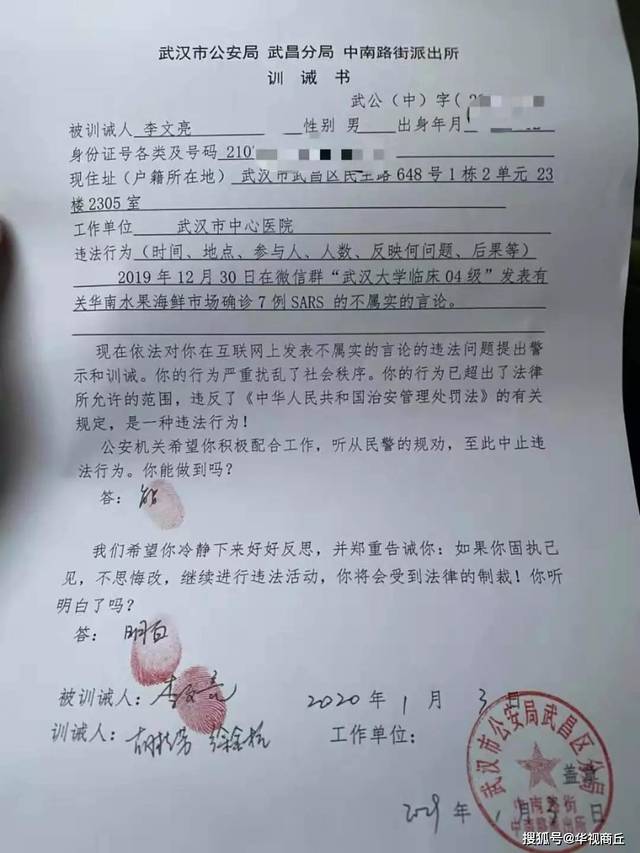 武汉市公安局 武昌分局 中南路街派出所
训诫书
武公（中）字（2
被训诫人 李文亮 性别 男 出身年月
身份证号各类及号码 210
现住址（户籍所在地） 武汉市武昌区民主路 648 号 1 栋 2 单元 23
楼 2305 室
工作单位 武汉市中心医院
违法行为（时间、地点、参与人、人数、反映何问题、后果等）
2019 年 12 月 30 日在微信群“武汉大学临床 04 级”发表有
关华南水果海鲜市场确诊 7 例 SARS 的不属实的言论。
现在依法对你在互联网上发表不属实的言论的违法问题提出警
示和训诫。你的行为严重扰乱了社会秩序。你的行为已超出了法律
所允许的范围，违反了《中华人民共和国治安管理处罚法》的有关
规定，是一种违法行为！
公安机关希望你积极配合工作，听从民警的规劝，至此中止违
法行为。你能做到吗？
答：能
我们希望你冷静下来好好反思，并郑重告诫你：如果你固执己
见，不思悔改，继续进行违法活动，你将会受到法律的制裁！你听
明白了吗？
答：明白
被训诫人：李文亮 2020 年 1 月 3 日
训诫人：胡 徐金杭 工作单位：
武汉市公安局武昌区分局
盖章
中南路街
中南路派出所
年 1 月 3 日
搜狐号@华视商丘